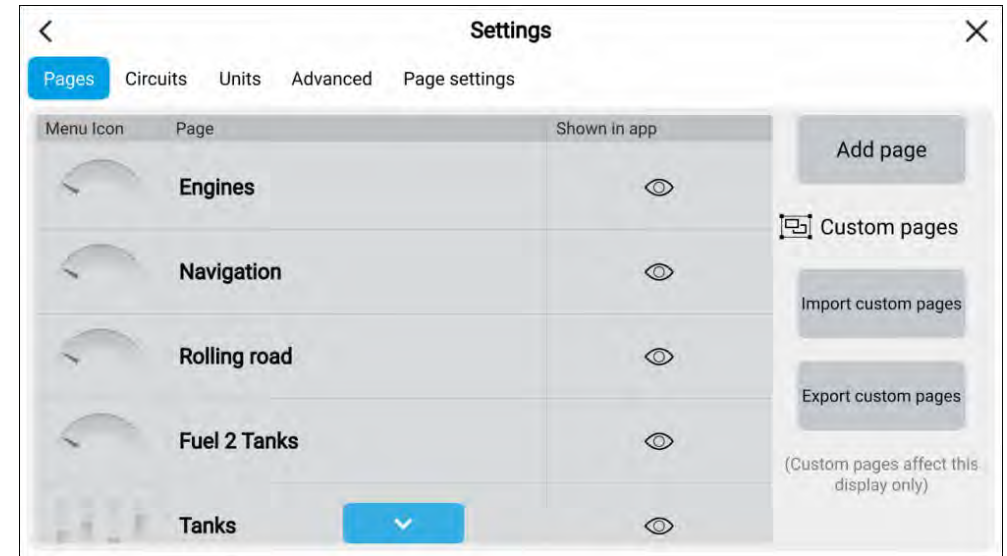 Settings
Pages Circuits Units Advanced Page settings
Menu Icon Page Shown in app
Engines
Navigation
Rolling road
Fuel 2 Tanks
Tanks
Add page
Custom pages
Import custom pages
Export custom pages
(Custom pages affect this
display only)